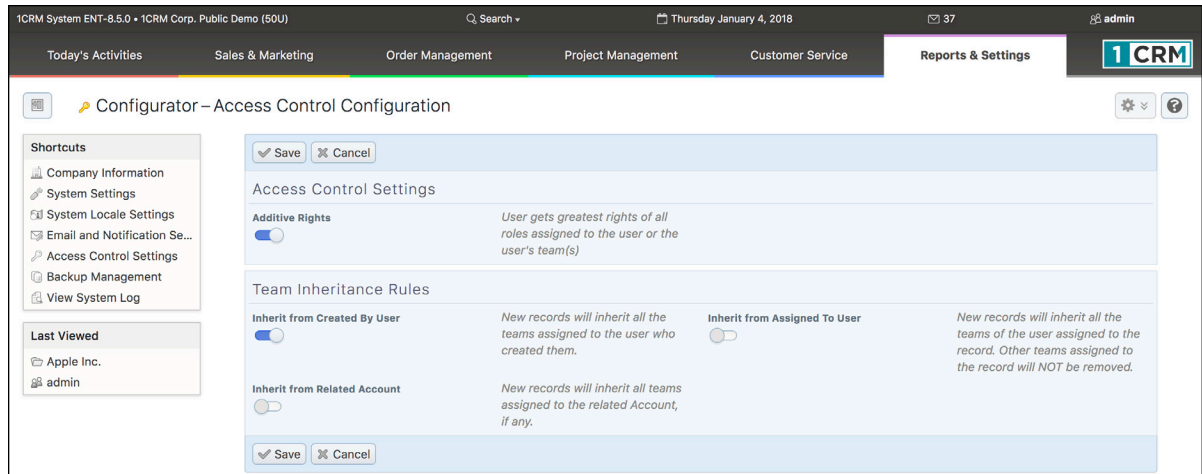 1CRM System ENT-8.5.0 • 1CRM Corp. Public Demo (50U)
Search
Thursday January 4, 2018
37
admin
Today's Activities
Sales & Marketing
Order Management
Project Management
Customer Service
Reports & Settings
1CRM
Configurator – Access Control Configuration
?
Shortcuts
Company Information
System Settings
System Locale Settings
Email and Notification Se...
Access Control Settings
Backup Management
View System Log
Last Viewed
Apple Inc.
admin
Save
Cancel
Access Control Settings
Additive Rights
User gets greatest rights of all
roles assigned to the user or the
user's team(s)
Team Inheritance Rules
Inherit from Created By User
New records will inherit all the
teams assigned to the user who
created them.
Inherit from Assigned To User
New records will inherit all the
teams of the user assigned to the
record. Other teams assigned to
the record will NOT be removed.
Inherit from Related Account
New records will inherit all teams
assigned to the related Account,
if any.
Save
Cancel